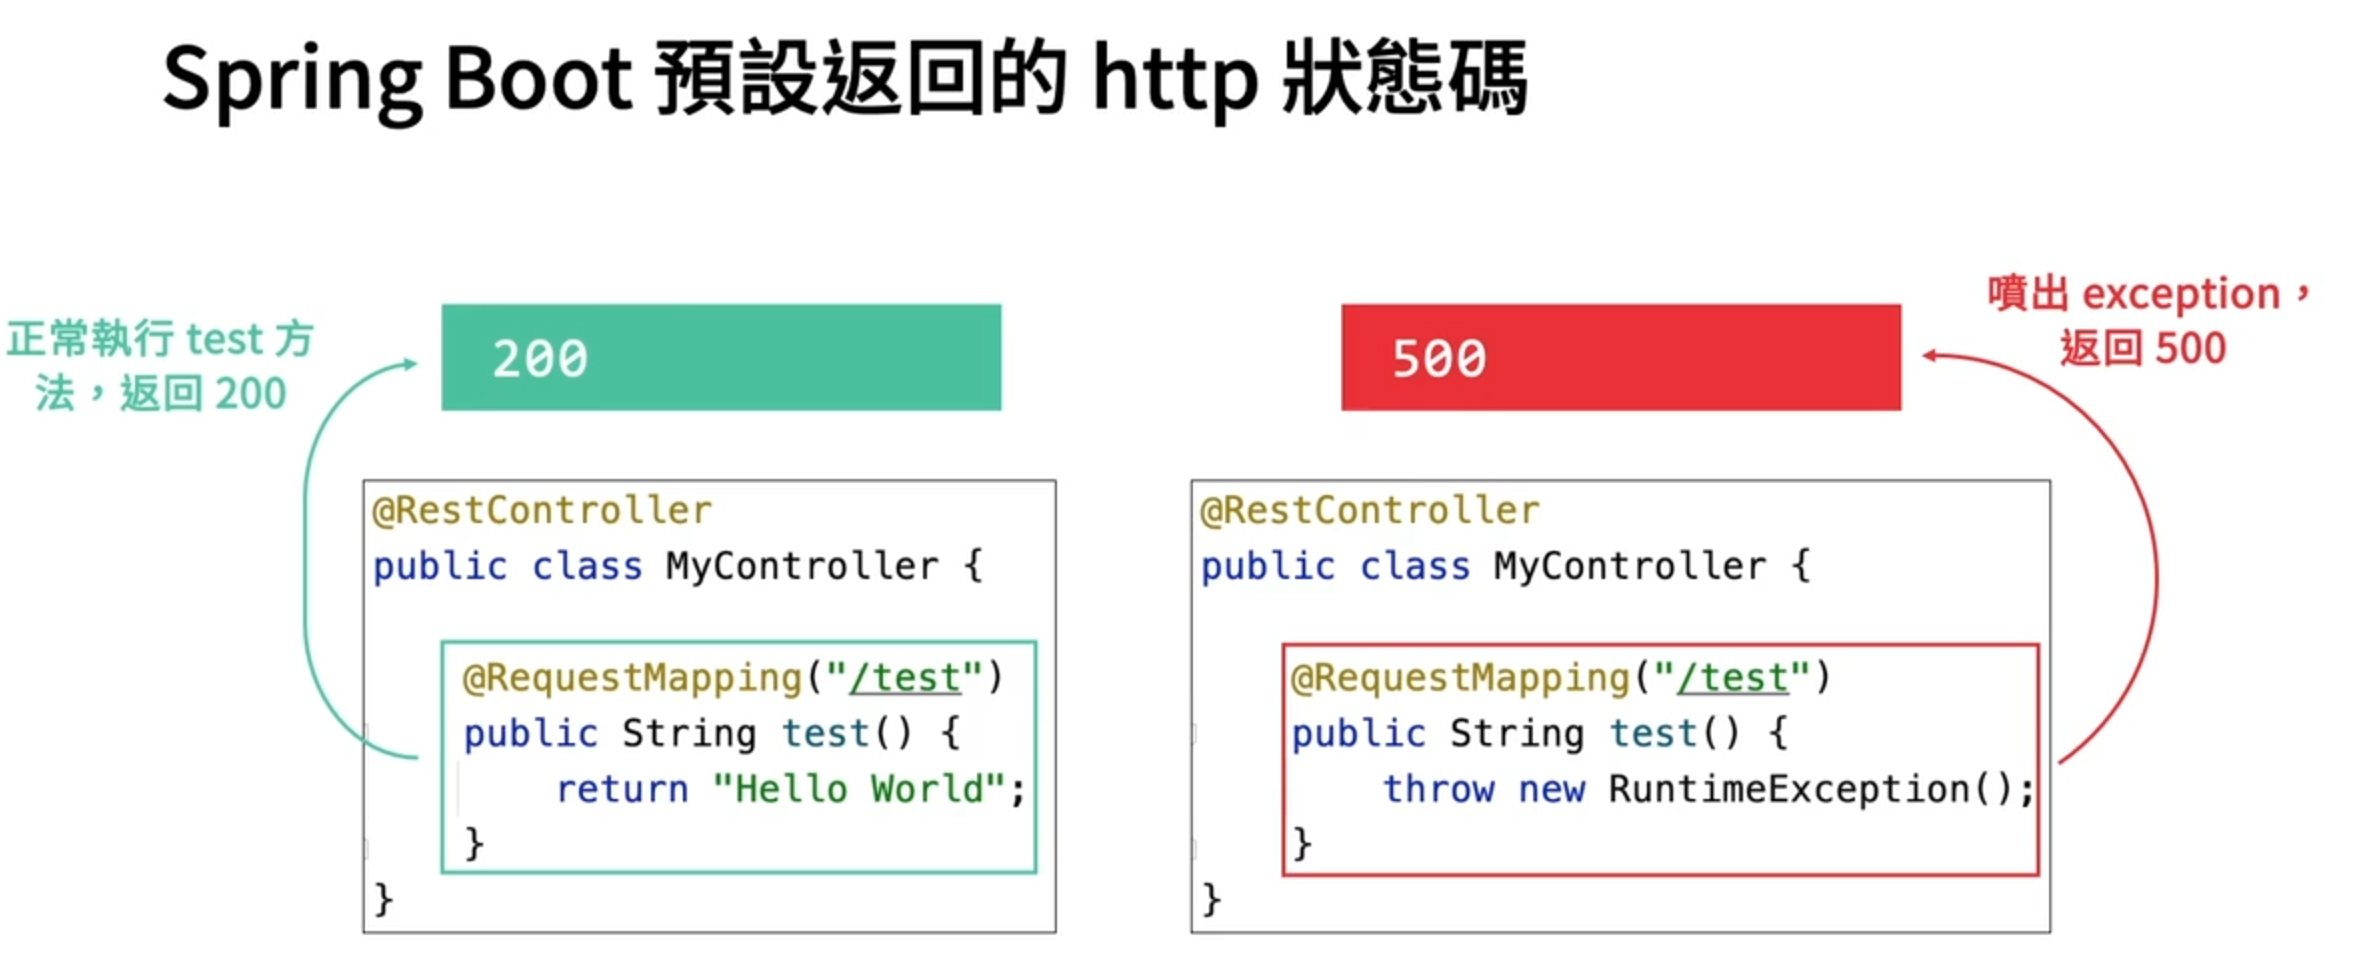 Spring Boot 預設返回的 http 狀態碼
正常執行 test 方
法，返回 200
200
@RestController
public class MyController {
@RequestMapping("/test")
public String test() {
return "Hello World";
}
}
500
噴出 exception，
返回 500
@RestController
public class MyController {
@RequestMapping("/test")
public String test() {
throw new RuntimeException();
}
}